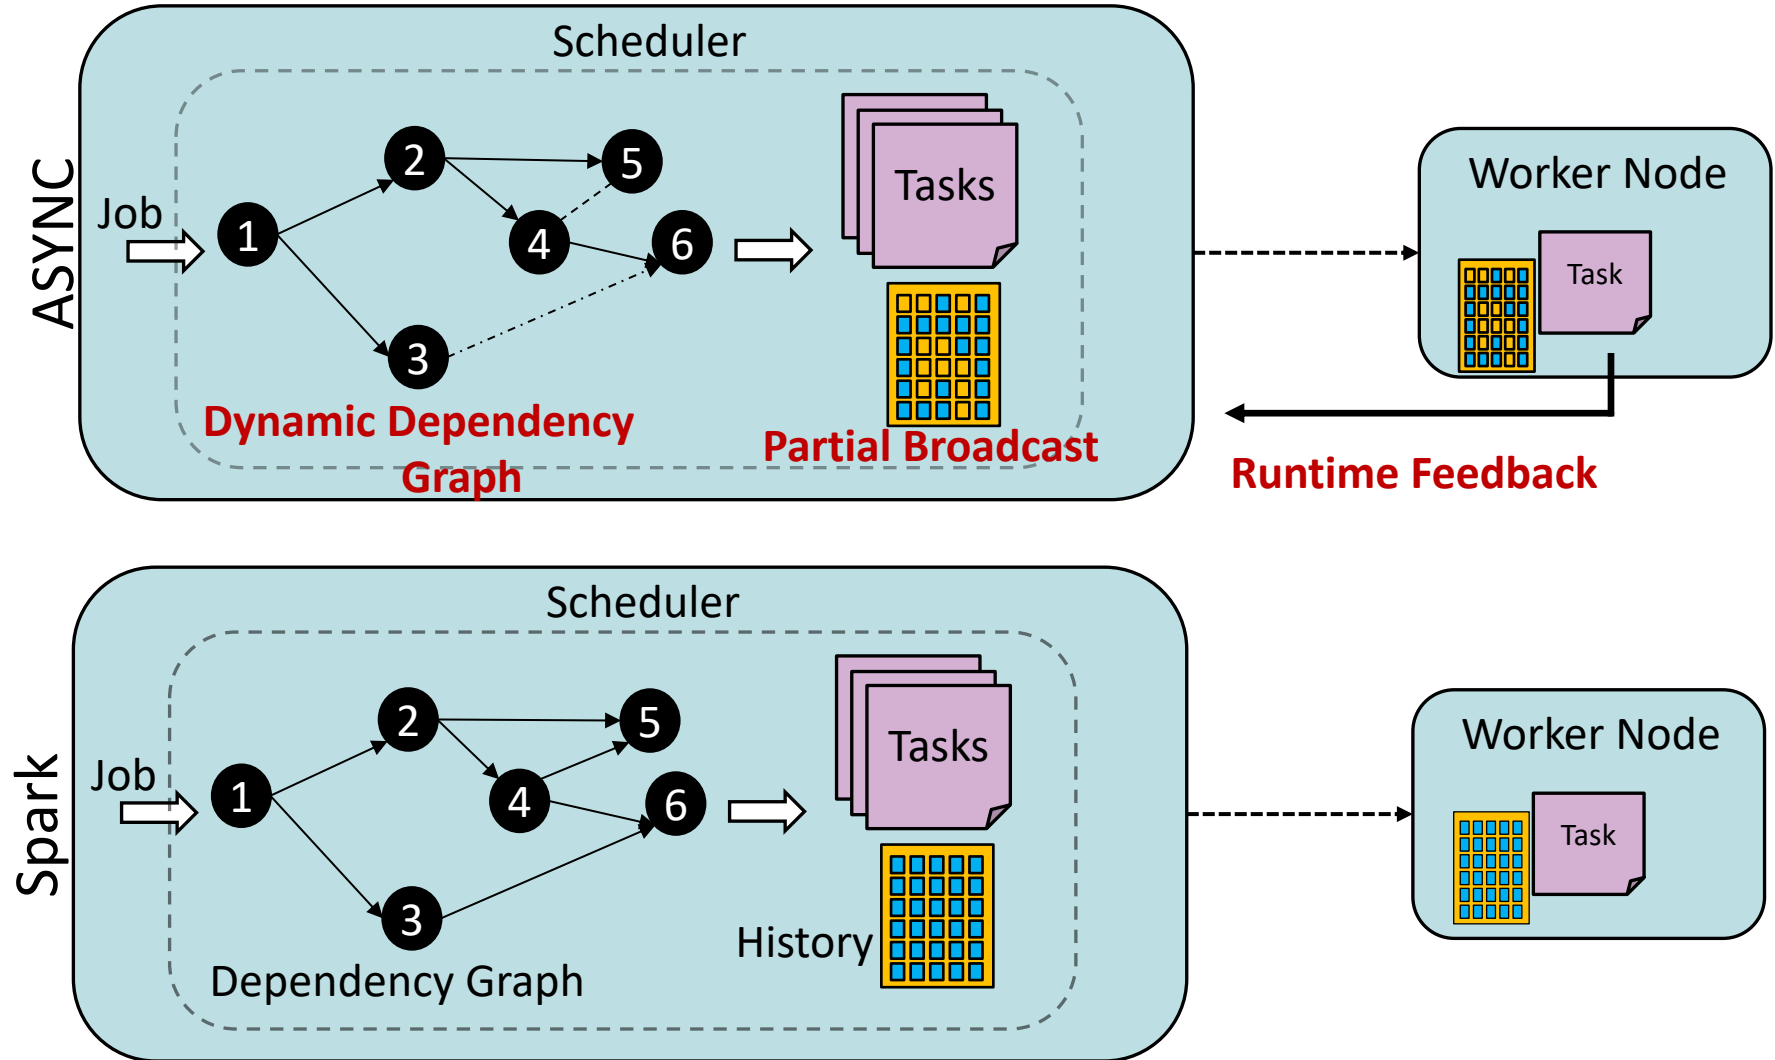 ASYNC
Scheduler
Job
1
2
3
4
5
6
Tasks
Dynamic Dependency
Graph
Partial Broadcast
Worker Node
Task
Runtime Feedback
Spark
Scheduler
Job
1
2
3
4
5
6
Tasks
Dependency Graph
History
Worker Node
Task